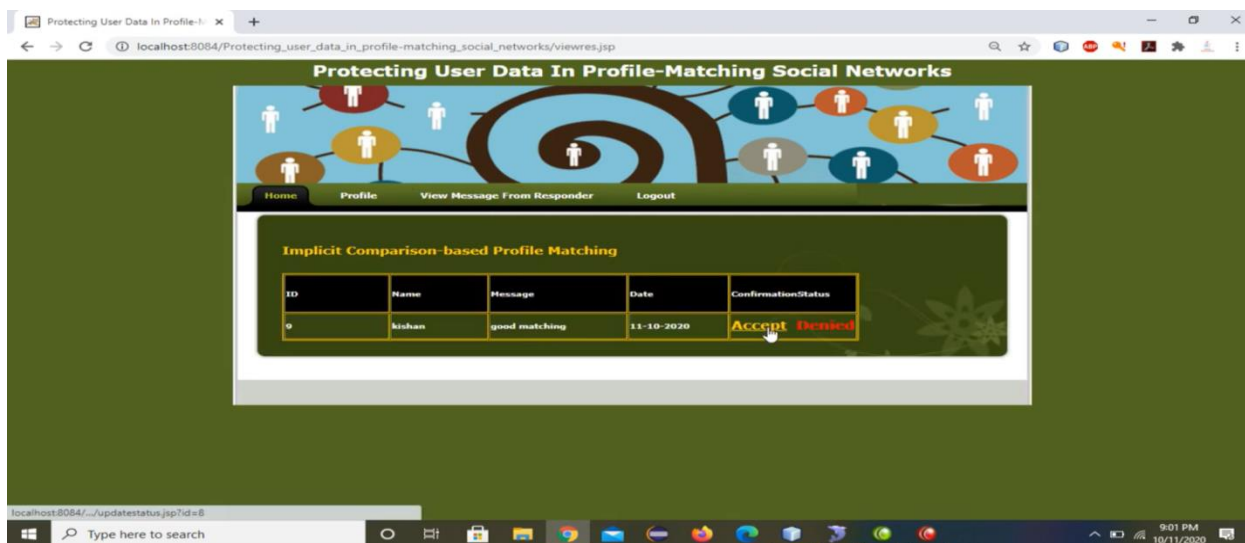 Protecting User Data In Profile-M
localhost:8084/Protecting_user_data_in_profile-matching_social_networks/viewres.jsp
ABP
Protecting User Data In Profile-Matching Social Networks
Home Profile View Message From Responder Logout
Implicit Comparison-based Profile Matching
ID Name Message Date ConfirmationStatus
9 kishan good matching 11-10-2020 Accept Denied
localhost:8084/.../updatestatus.jsp?id=8
Type here to search
9:01 PM
10/11/2020